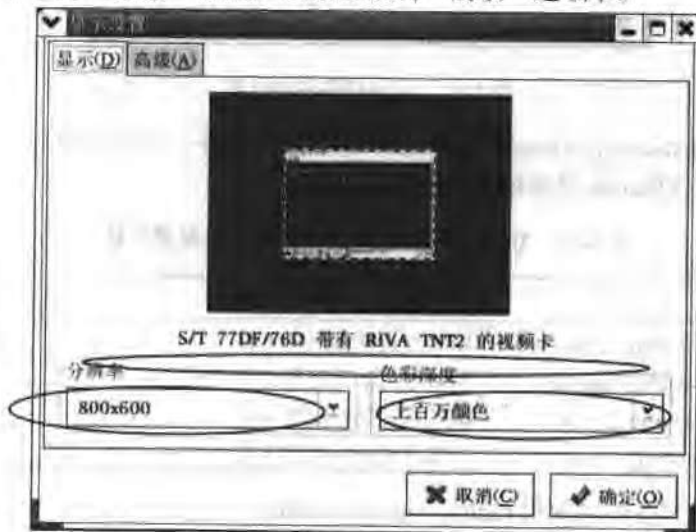 显示(D) 高级(A)
S/T 77DF/76D 带有 RIVA TNT2 的视频卡
分辨率 色彩深度
800x600 上百万颜色
取消(C) 确定(O)